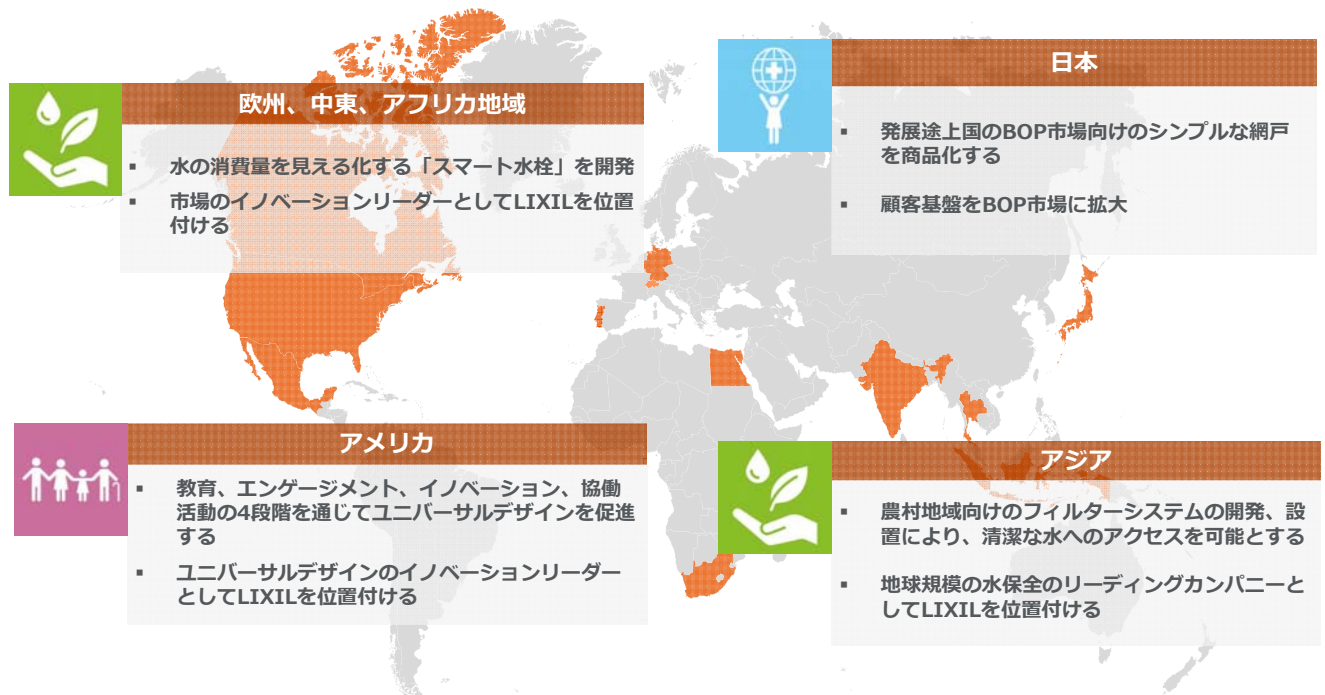 欧州、中東、アフリカ地域
▪ 水の消費量を見える化する「スマート水栓」を開発
▪ 市場のイノベーションリーダーとしてLIXILを位置
付ける
日本
▪ 発展途上国のBOP市場向けのシンプルな網戸
を商品化する
▪ 顧客基盤をBOP市場に拡大
アメリカ
▪ 教育、エンゲージメント、イノベーション、協働
活動の4段階を通じてユニバーサルデザインを促進
する
▪ ユニバーサルデザインのイノベーションリーダー
としてLIXILを位置付ける
アジア
▪ 農村地域向けのフィルターシステムの開発、設
置により、清潔な水へのアクセスを可能とする
▪ 地球規模の水保全のリーディングカンパニーと
してLIXILを位置付ける